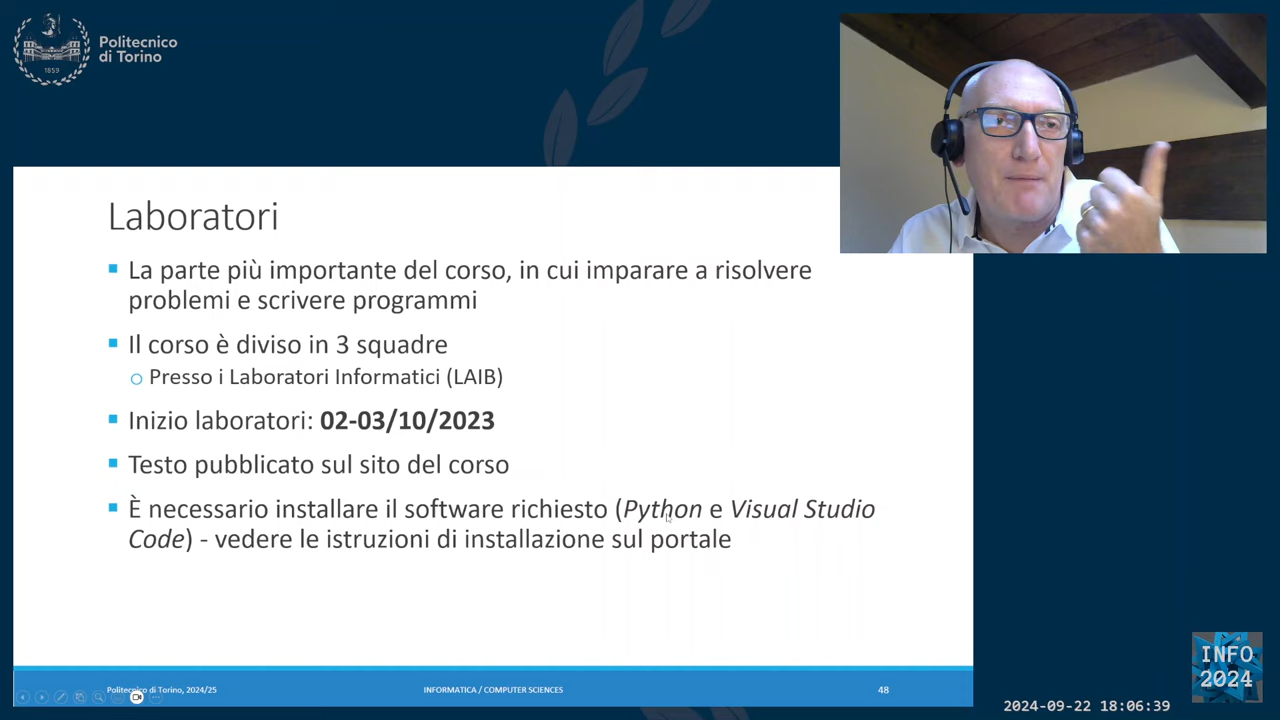 Politecnico
di Torino
1859
Laboratori
La parte più importante del corso, in cui imparare a risolvere
problemi e scrivere programmi
Il corso è diviso in 3 squadre
Presso i Laboratori Informatici (LAIB)
Inizio laboratori: 02-03/10/2023
Testo pubblicato sul sito del corso
È necessario installare il software richiesto (Python e Visual Studio
Code) - vedere le istruzioni di installazione sul portale
Politecnico di Torino, 2024/25
INFORMATICA / COMPUTER SCIENCES
48
INFO
2024
2024-09-22 18:06:39